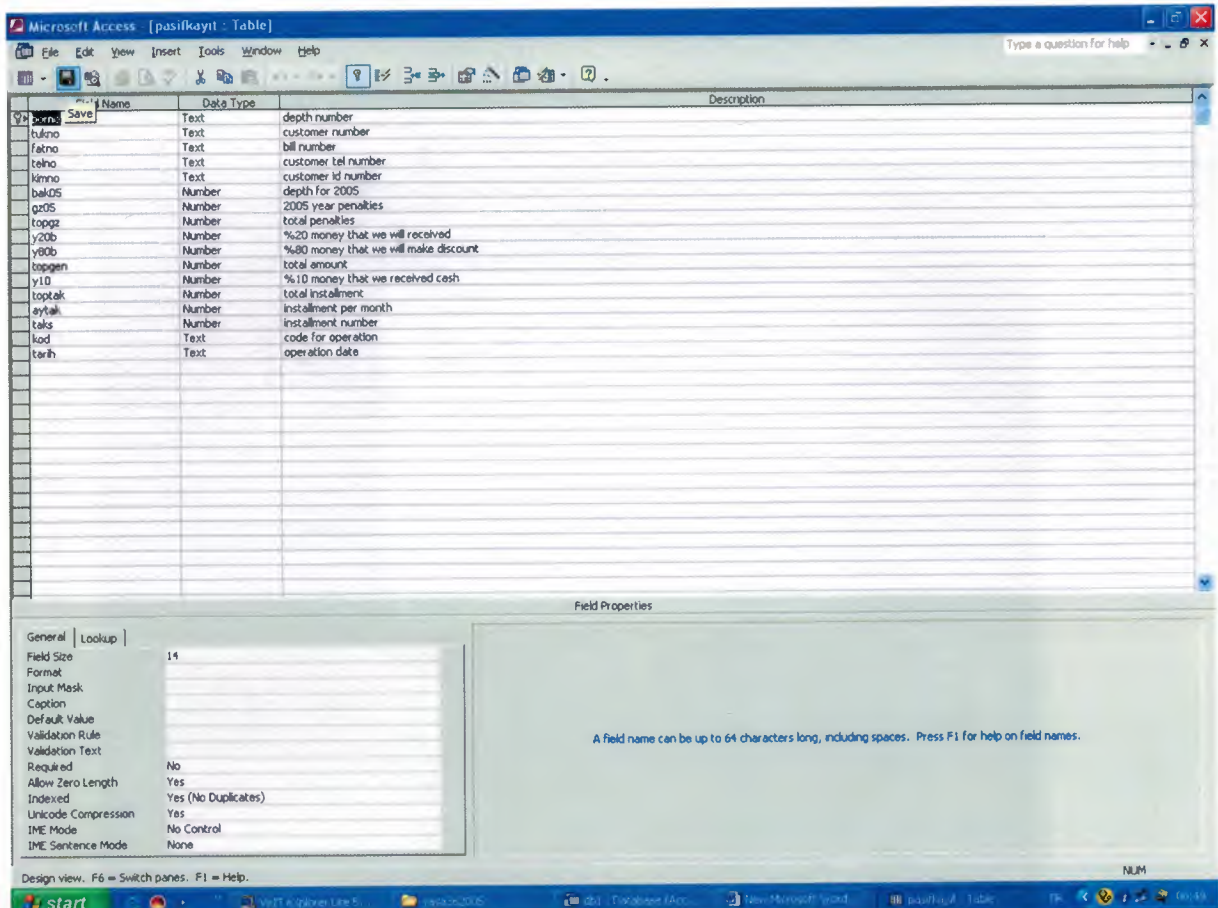 Microsoft Access - [pasifkayıt : Table]
File Edit View Insert Tools Window Help
Type a question for help
Field Name Data Type Description
Save
Text depth number
tukno Text customer number
fatno Text bill number
telno Text customer tel number
kimno Text customer id number
bak05 Number depth for 2005
gz05 Number 2005 year penalties
topgz Number total penalties
y20b Number %20 money that we will received
y80b Number %80 money that we will make discount
topgen Number total amount
y10 Number %10 money that we received cash
toptak Number total installment
aytak Number installment per month
taks Number installment number
kod Text code for operation
tarih Text operation date
Field Properties
General Lookup
Field Size 14
Format
Input Mask
Caption
Default Value
Validation Rule
Validation Text
Required No
Allow Zero Length Yes
Indexed Yes (No Duplicates)
Unicode Compression Yes
IME Mode No Control
IME Sentence Mode None
A field name can be up to 64 characters long, including spaces. Press F1 for help on field names.
Design view. F6 = Switch panes. F1 = Help.
NUM
start
db1 : Database (Acc...
New Microsoft Word
: Table